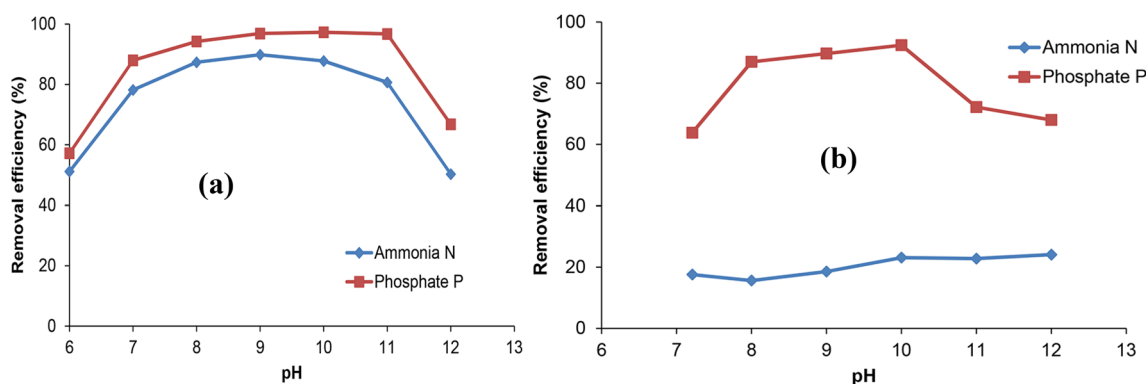 Removal efficiency (%)
100
80
60
40
20
0
6 7 8 9 10 11 12 13
pH
(a)
Ammonia N
Phosphate P
Removal efficiency (%)
100
80
60
40
20
0
6 7 8 9 10 11 12 13
pH
(b)
Ammonia N
Phosphate P